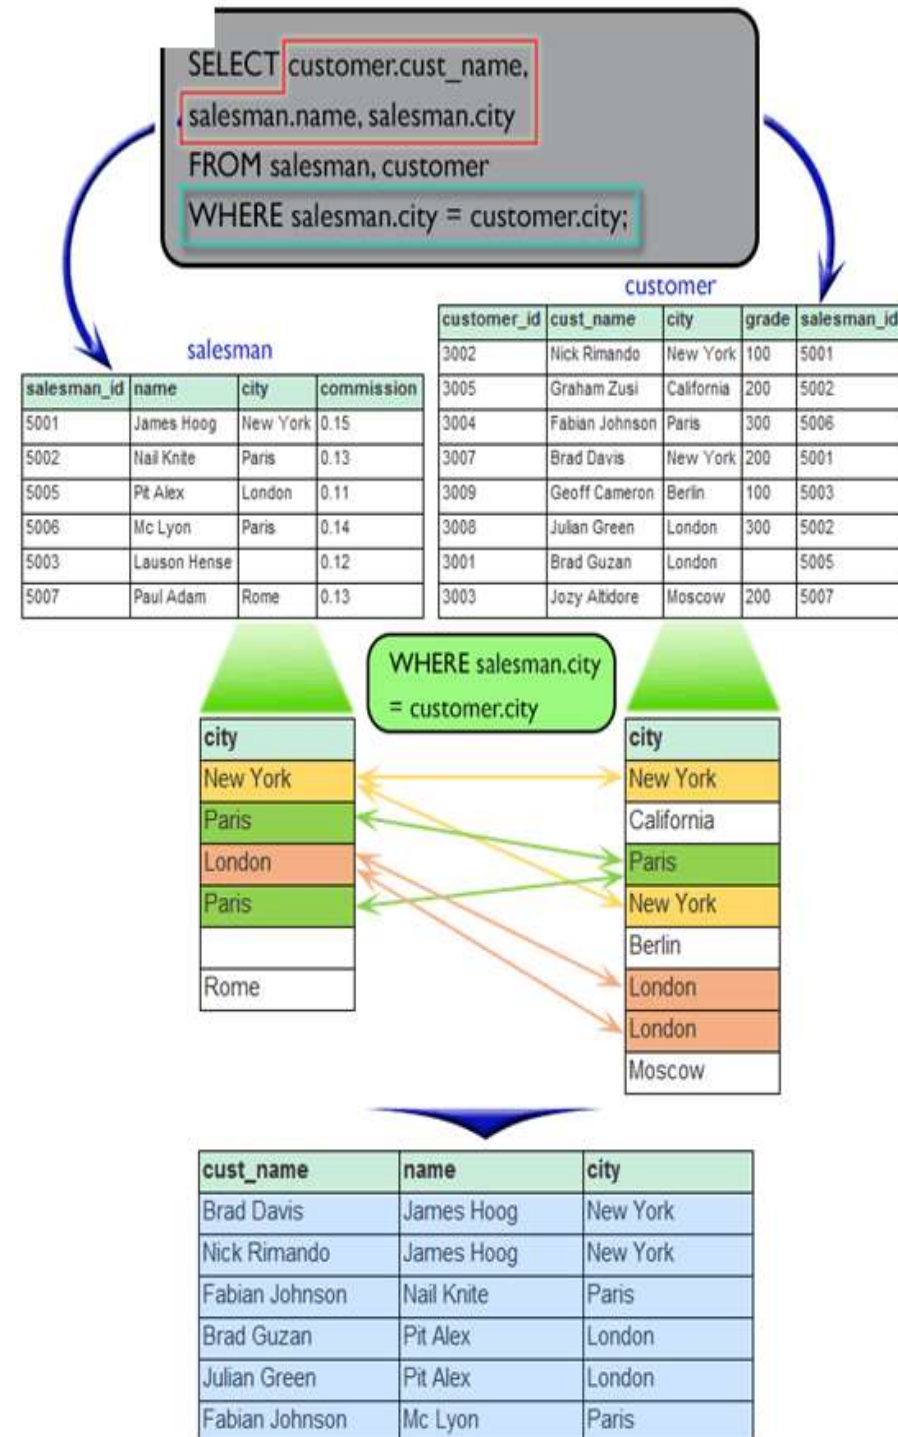 SELECT customer.cust_name,
salesman.name, salesman.city
FROM salesman, customer
WHERE salesman.city = customer.city;
customer
customer_id cust_name city grade salesman_id
3002 Nick Rimando New York 100 5001
3005 Graham Zusi California 200 5002
3004 Fabian Johnson Paris 300 5006
3007 Brad Davis New York 200 5001
3009 Geoff Cameron Berlin 100 5003
3008 Julian Green London 300 5002
3001 Brad Guzan London 5005
3003 Jozy Altidore Moscow 200 5007
salesman
salesman_id name city commission
5001 James Hoog New York 0.15
5002 Nail Knite Paris 0.13
5005 Pit Alex London 0.11
5006 Mc Lyon Paris 0.14
5003 Lauson Hense 0.12
5007 Paul Adam Rome 0.13
WHERE salesman.city
= customer.city
city
New York
Paris
London
Paris
Rome
city
New York
California
Paris
New York
Berlin
London
London
Moscow
cust_name name city
Brad Davis James Hoog New York
Nick Rimando James Hoog New York
Fabian Johnson Nail Knite Paris
Brad Guzan Pit Alex London
Julian Green Pit Alex London
Fabian Johnson Mc Lyon Paris